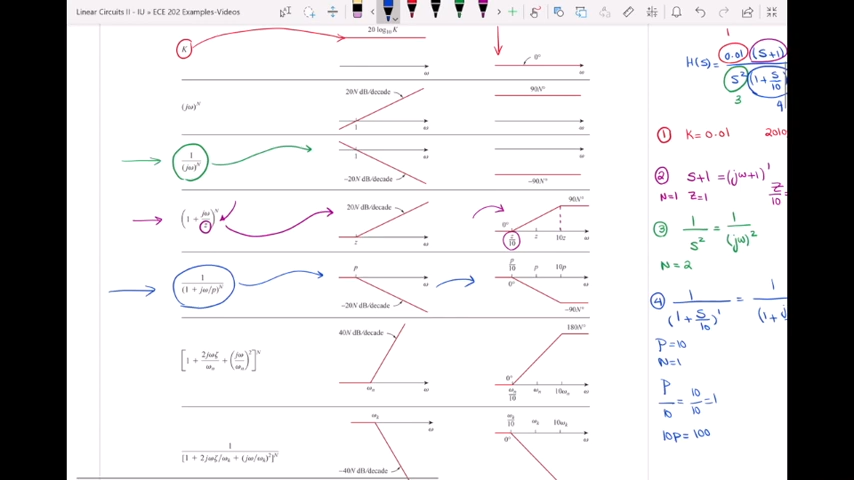 Linear Circuits II - IU » ECE 202 Examples-Videos
K
20 log₁₀ K
ω
0°
ω
(jω)^N
20N dB/decade
1
ω
90N°
ω
1
(jω)^N
1
ω
−20N dB/decade
ω
−90N°
(1 + jω/z)^N
20N dB/decade
z
ω
0°
90N°
z/10
z
10z
ω
1
(1 + jω/p)^N
p
ω
−20N dB/decade
p/10
p
10p
0°
ω
−90N°
[1 + 2jωζ/ωn + (jω/ωn)²]^N
40N dB/decade
ωn
ω
180N°
0°
ωn/10
ωn
10ωn
ω
1
[1 + 2jωζ/ωk + (jω/ωk)²]^N
ωk
ω
−40N dB/decade
ωk/10
ωk
10ωk
0°
ω
1
H(s) = 0.01 (S+1)
S² (1 + S/10
3
4
① K = 0.01
② S+1 = (jω+1)¹
N=1 Z=1
Z/10 =
③ 1/S² = 1/(jω)²
N = 2
④ 1/(1 + S/10)¹ = 1/(1 + j
P = 10
N = 1
P/10 = 10/10 = 1
10P = 100